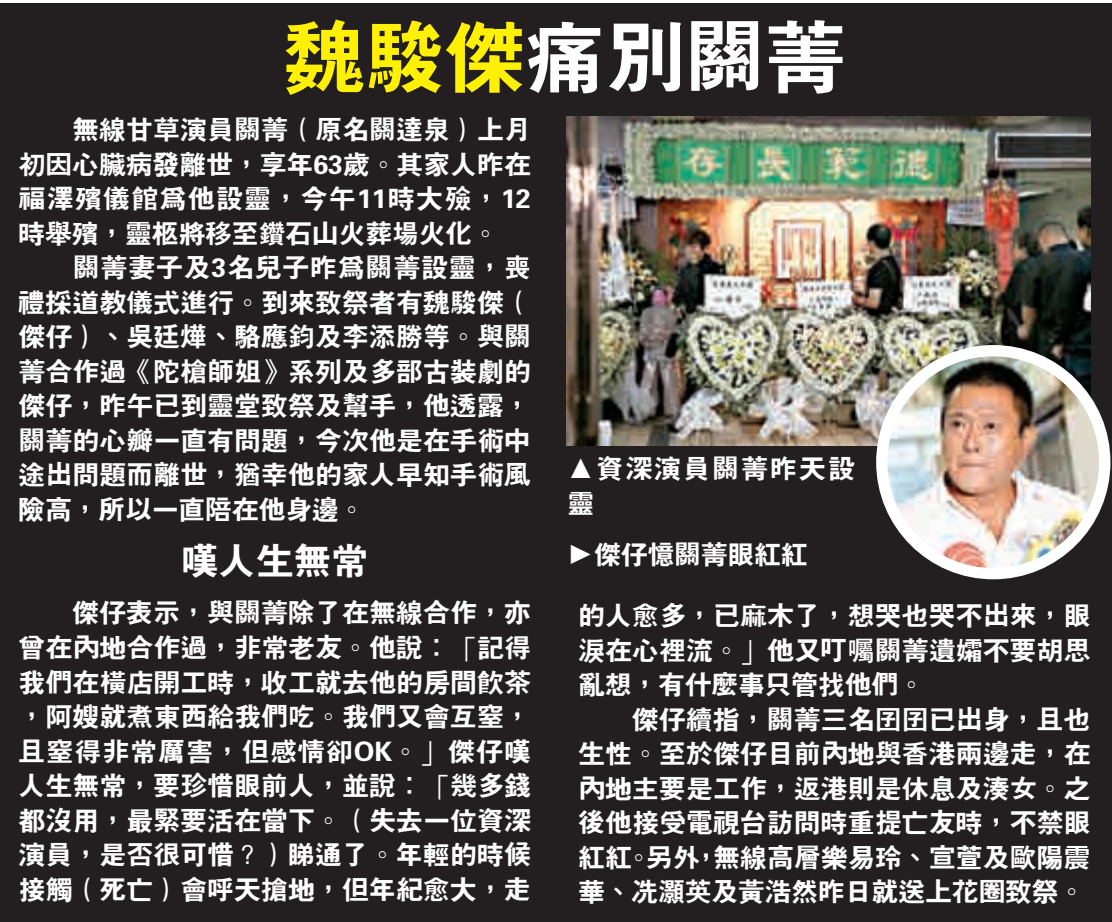 魏駿傑痛別關菁
無線甘草演員關菁（原名關達泉）上月
初因心臟病發離世，享年63歲。其家人昨在
福澤殯儀館爲他設靈，今午11時大殮，12
時舉殯，靈柩將移至鑽石山火葬場火化。
關菁妻子及3名兒子昨爲關菁設靈，喪
禮採道教儀式進行。到來致祭者有魏駿傑（
傑仔）、吳廷燁、駱應鈞及李添勝等。與關
菁合作過《陀槍師姐》系列及多部古裝劇的
傑仔，昨午已到靈堂致祭及幫手，他透露，
關菁的心瓣一直有問題，今次他是在手術中
途出問題而離世，猶幸他的家人早知手術風
險高，所以一直陪在他身邊。
嘆人生無常
傑仔表示，與關菁除了在無線合作，亦
曾在內地合作過，非常老友。他說：「記得
我們在橫店開工時，收工就去他的房間飲茶
，阿嫂就煮東西給我們吃。我們又會互窒，
且窒得非常厲害，但感情卻OK。」傑仔嘆
人生無常，要珍惜眼前人，並說：「幾多錢
都沒用，最緊要活在當下。（失去一位資深
演員，是否很可惜？）睇通了。年輕的時候
接觸（死亡）會呼天搶地，但年紀愈大，走
存長範德
▲資深演員關菁昨天設
靈
▶傑仔憶關菁眼紅紅
的人愈多，已麻木了，想哭也哭不出來，眼
淚在心裡流。」他又叮囑關菁遺孀不要胡思
亂想，有什麼事只管找他們。
傑仔續指，關菁三名囝囝已出身，且也
生性。至於傑仔目前內地與香港兩邊走，在
內地主要是工作，返港則是休息及湊女。之
後他接受電視台訪問時重提亡友時，不禁眼
紅紅。另外，無線高層樂易玲、宣萱及歐陽震
華、冼灝英及黃浩然昨日就送上花圈致祭。